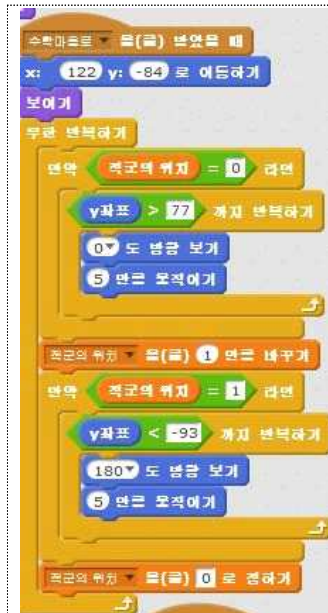 수학마을로 을(를) 받았을 때
x: 122 y: -84 로 이동하기
보이기
무한 반복하기
만약 적군의 위치 = 0 라면
y좌표 > 77 까지 반복하기
0 도 방향 보기
5 만큼 움직이기
적군의 위치 을(를) 1 만큼 바꾸기
만약 적군의 위치 = 1 라면
y좌표 < -93 까지 반복하기
180 도 방향 보기
5 만큼 움직이기
적군의 위치 을(를) 0 로 정하기